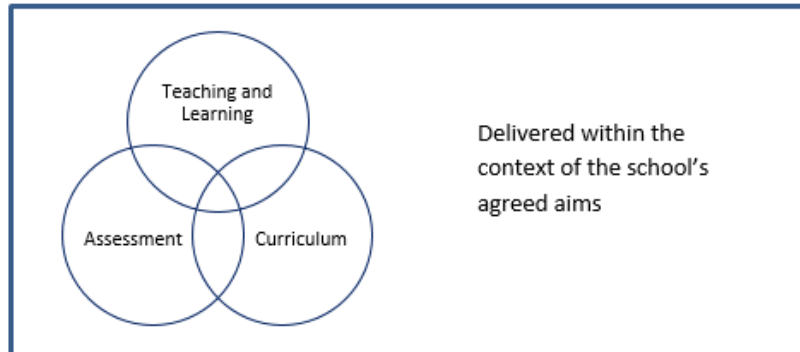 Teaching and
Learning
Assessment
Curriculum
Delivered within the
context of the school’s
agreed aims